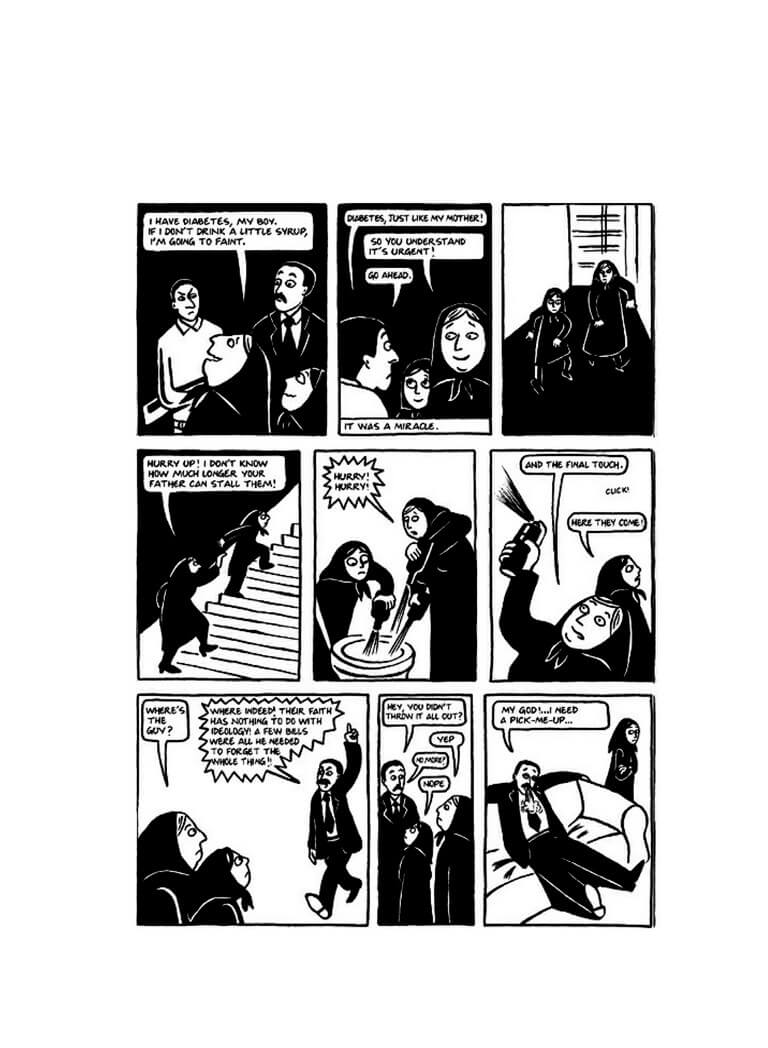 I HAVE DIABETES, MY BOY.
IF I DON'T DRINK A LITTLE SYRUP,
I'M GOING TO FAINT.
DIABETES, JUST LIKE MY MOTHER!
SO YOU UNDERSTAND
IT'S URGENT!
GO AHEAD.
IT WAS A MIRACLE.
HURRY UP! I DON'T KNOW
HOW MUCH LONGER YOUR
FATHER CAN STALL THEM!
HURRY!
HURRY!
AND THE FINAL TOUCH.
CLICK!
HERE THEY COME!
WHERE'S
THE
GUY?
WHERE INDEED! THEIR FAITH
HAS NOTHING TO DO WITH
IDEOLOGY! A FEW BILLS
WERE ALL HE NEEDED
TO FORGET THE
WHOLE THING!!
HEY, YOU DIDN'T
THROW IT ALL OUT?
YEP
NO MORE?
NOPE
MY GOD!...I NEED
A PICK-ME-UP...